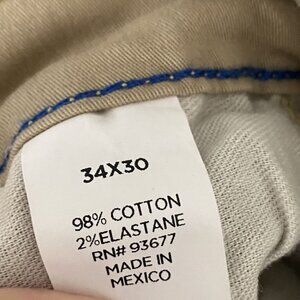 34X30
98% COTTON
2%ELASTANE
RN# 93677
MADE IN
MEXICO